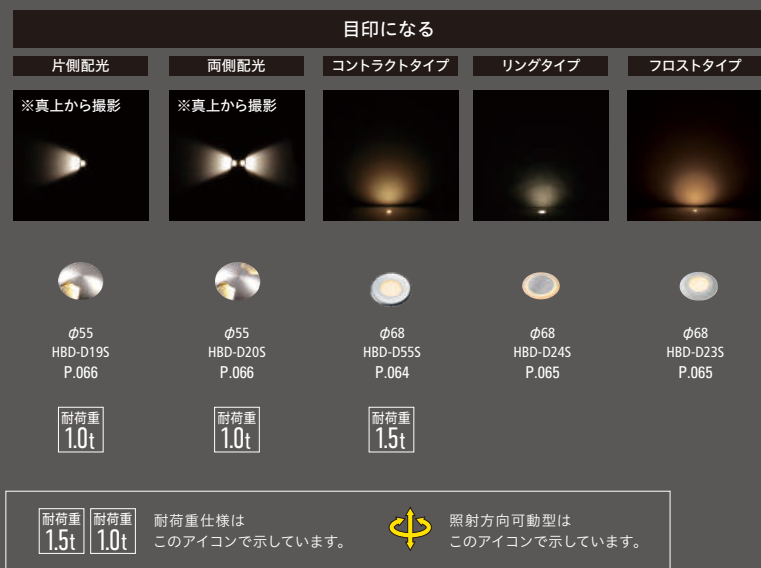 目印になる
片側配光
両側配光
コントラクトタイプ
リングタイプ
フロストタイプ
※真上から撮影
※真上から撮影
φ55
HBD-D19S
P.066
φ55
HBD-D20S
P.066
φ68
HBD-D55S
P.064
φ68
HBD-D24S
P.065
φ68
HBD-D23S
P.065
耐荷重
1.0t
耐荷重
1.0t
耐荷重
1.5t
耐荷重
1.5t
耐荷重
1.0t
耐荷重仕様は
このアイコンで示しています。
照射方向可動型は
このアイコンで示しています。